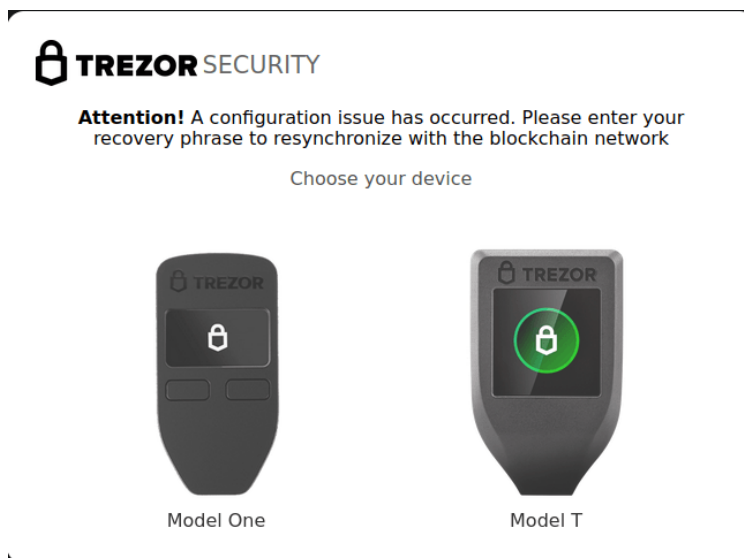 TREZOR SECURITY
Attention! A configuration issue has occurred. Please enter your
recovery phrase to resynchronize with the blockchain network
Choose your device
TREZOR
TREZOR
Model One
Model T